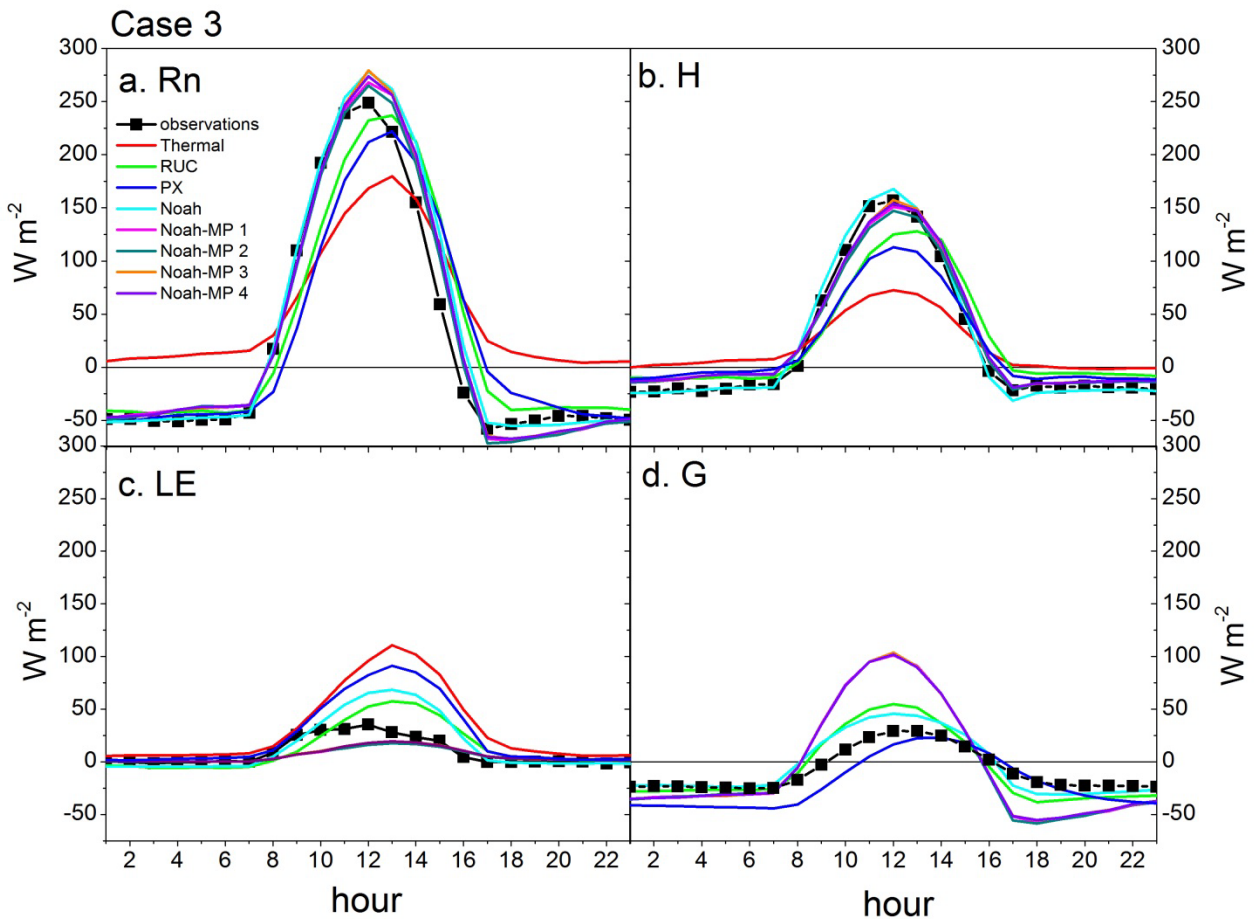 Case 3
300
250
200
150
100
50
0
-50
W m-2
a. Rn
observations
Thermal
RUC
PX
Noah
Noah-MP 1
Noah-MP 2
Noah-MP 3
Noah-MP 4
b. H
300
250
200
150
100
50
0
-50
W m-2
300
250
200
150
100
50
0
-50
W m-2
c. LE
2 4 6 8 10 12 14 16 18 20 22
hour
d. G
300
250
200
150
100
50
0
-50
W m-2
2 4 6 8 10 12 14 16 18 20 22
hour